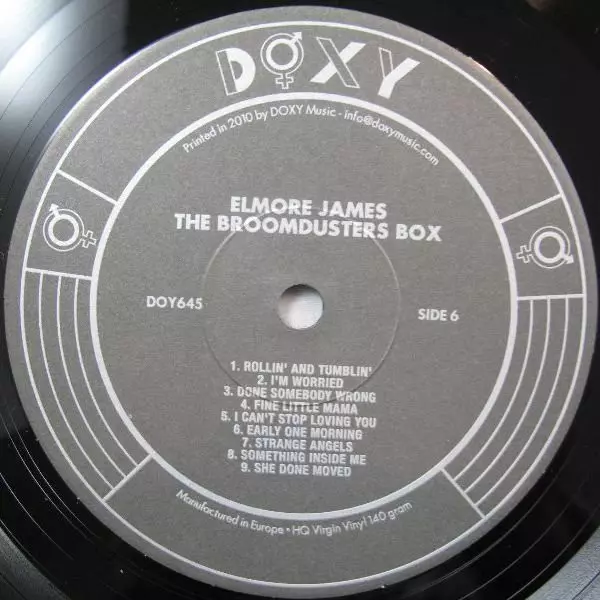 DOXY
Printed in 2010 by DOXY Music - info@doxymusic.com
ELMORE JAMES
THE BROOMDUSTERS BOX
DOY645
SIDE 6
1. ROLLIN' AND TUMBLIN'
2. I'M WORRIED
3. DONE SOMEBODY WRONG
4. FINE LITTLE MAMA
5. I CAN'T STOP LOVING YOU
6. EARLY ONE MORNING
7. STRANGE ANGELS
8. SOMETHING INSIDE ME
9. SHE DONE MOVED
Manufactured in Europe • HQ Virgin Vinyl 140 gram